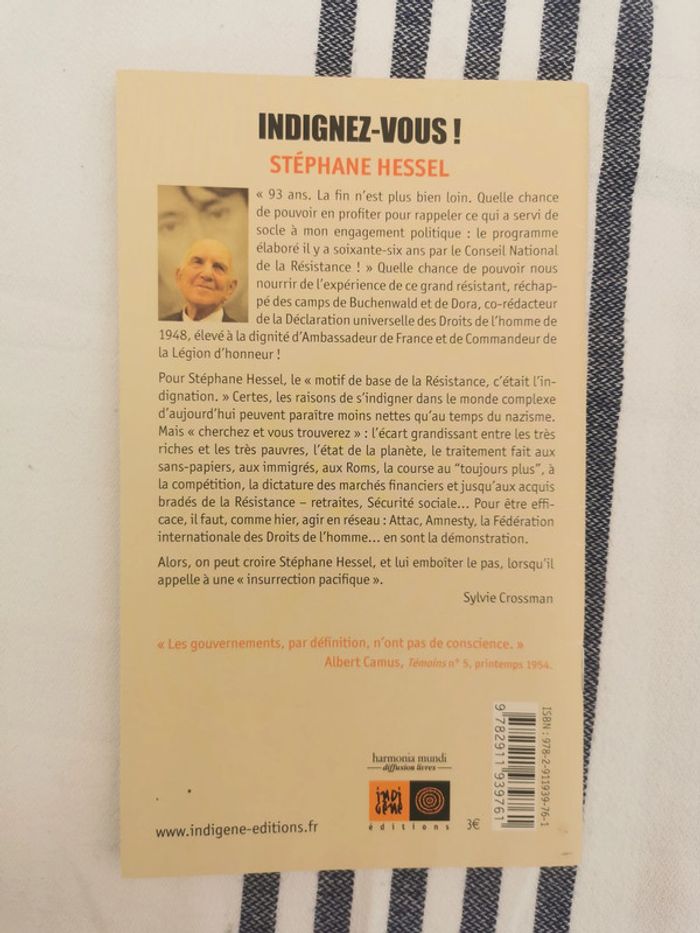 INDIGNEZ-VOUS !
STÉPHANE HESSEL
« 93 ans. La fin n'est plus bien loin. Quelle chance
de pouvoir en profiter pour rappeler ce qui a servi de
socle à mon engagement politique : le programme
élaboré il y a soixante-six ans par le Conseil National
de la Résistance ! » Quelle chance de pouvoir nous
nourrir de l'expérience de ce grand résistant, réchap-
pé des camps de Buchenwald et de Dora, co-rédacteur
de la Déclaration universelle des Droits de l'homme de
1948, élevé à la dignité d'Ambassadeur de France et de Commandeur de
la Légion d'honneur !
Pour Stéphane Hessel, le « motif de base de la Résistance, c'était l'in-
dignation. » Certes, les raisons de s'indigner dans le monde complexe
d'aujourd'hui peuvent paraître moins nettes qu'au temps du nazisme.
Mais « cherchez et vous trouverez » : l'écart grandissant entre les très
riches et les très pauvres, l'état de la planète, le traitement fait aux
sans-papiers, aux immigrés, aux Roms, la course au "toujours plus", à
la compétition, la dictature des marchés financiers et jusqu'aux acquis
bradés de la Résistance – retraites, Sécurité sociale... Pour être effi-
cace, il faut, comme hier, agir en réseau : Attac, Amnesty, la Fédération
internationale des Droits de l'homme... en sont la démonstration.
Alors, on peut croire Stéphane Hessel, et lui emboîter le pas, lorsqu'il
appelle à une « insurrection pacifique ».
Sylvie Crossman
« Les gouvernements, par définition, n'ont pas de conscience. »
Albert Camus, Témoins n° 5, printemps 1954.
harmonia mundi
diffusion livres
indi
gène
éditions
www.indigene-editions.fr
3€
9 782911 939761
ISBN : 978-2-911939-76-1